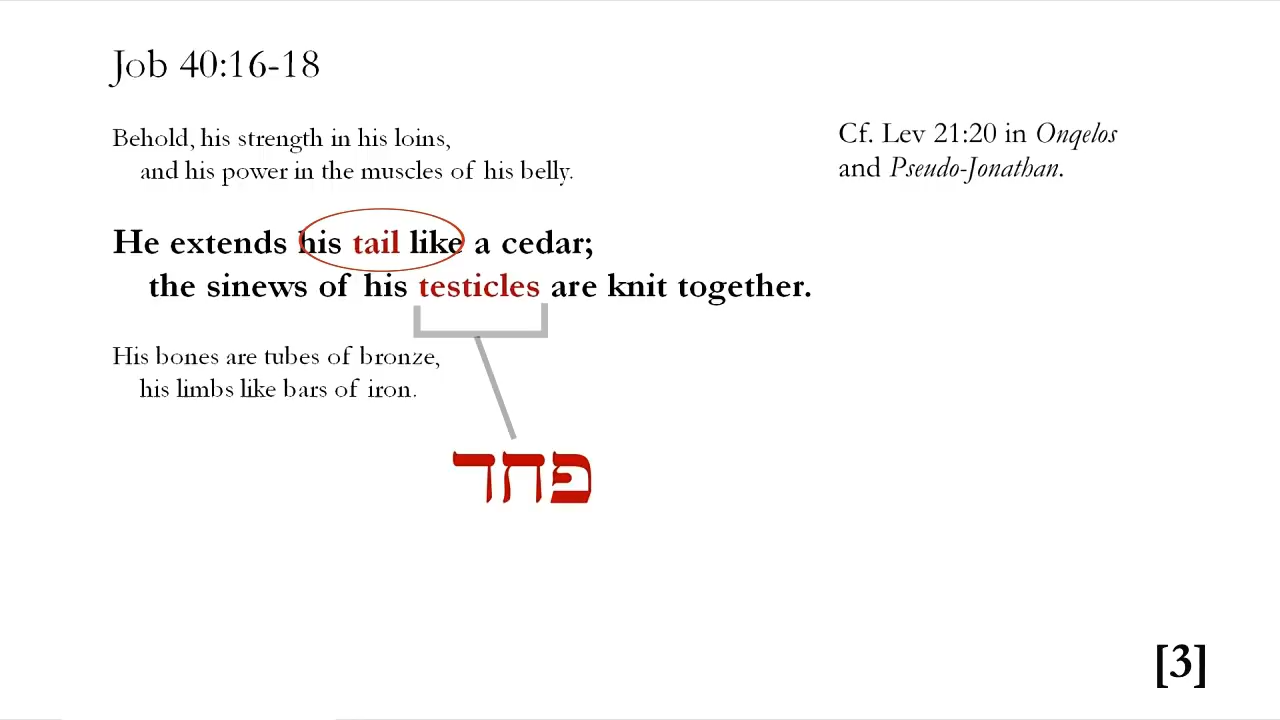 Job 40:16-18
Behold, his strength in his loins,
and his power in the muscles of his belly.
Cf. Lev 21:20 in Onqelos
and Pseudo-Jonathan.
He extends his tail like a cedar;
the sinews of his testicles are knit together.
His bones are tubes of bronze,
his limbs like bars of iron.
פחד
[3]